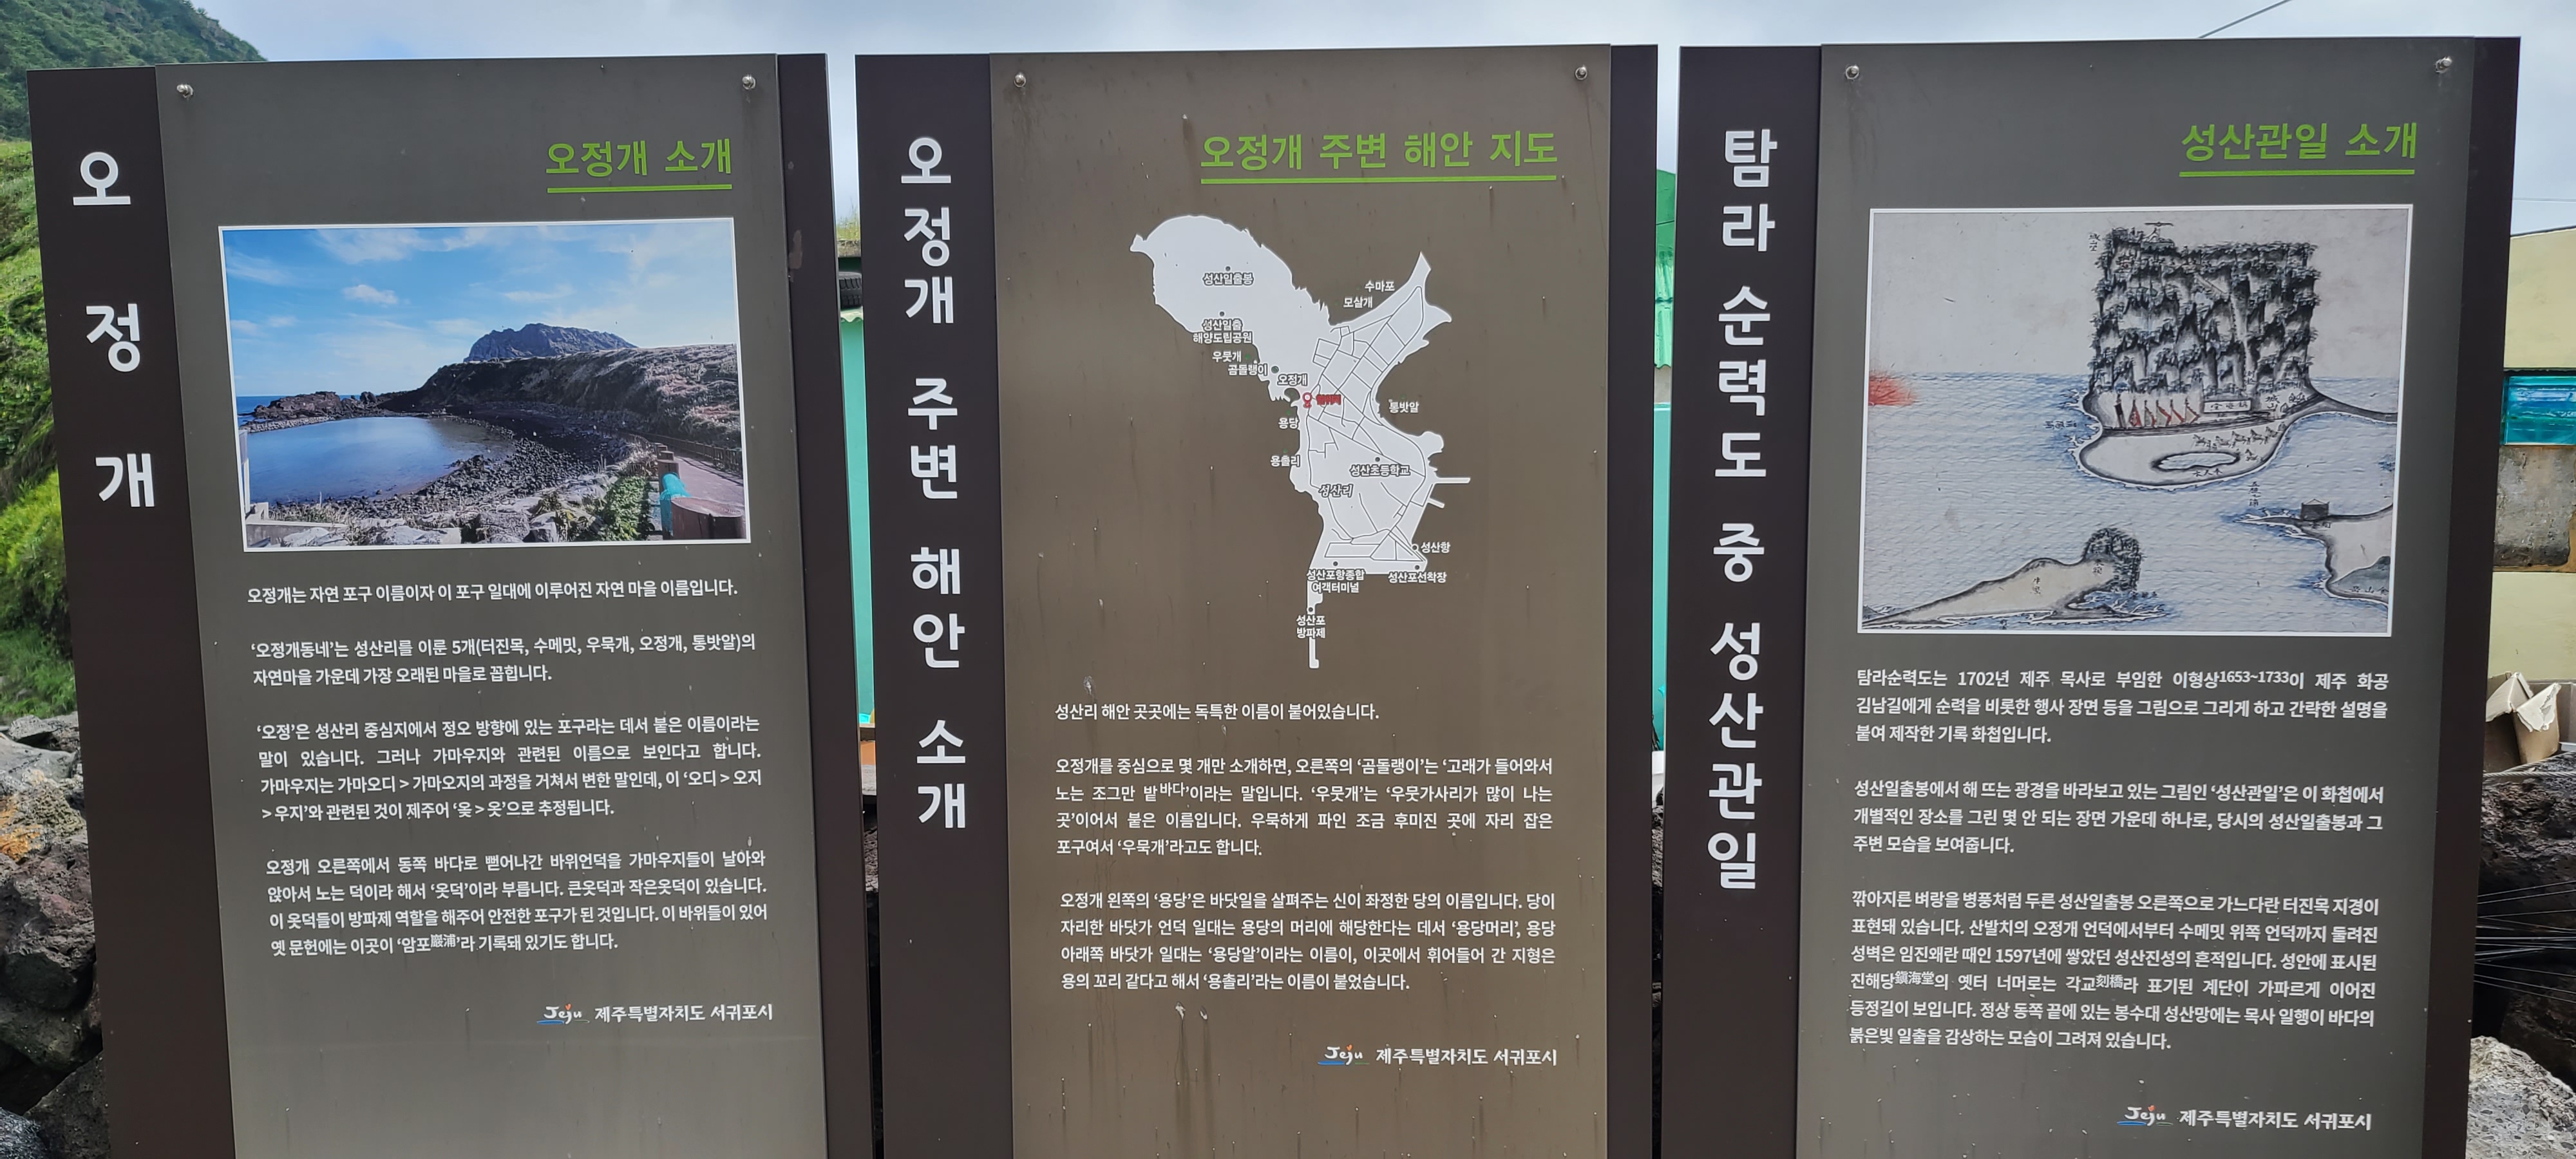 오정개
오정개 소개
오정개는 자연 포구 이름이자 이 포구 일대에 이루어진 자연 마을 이름입니다.
‘오정개동네’는 성산리를 이룬 5개(터진목, 수메밋, 우묵개, 오정개, 통밧알)의
자연마을 가운데 가장 오래된 마을로 꼽힙니다.
‘오정’은 성산리 중심지에서 정오 방향에 있는 포구라는 데서 붙은 이름이라는
말이 있습니다. 그러나 가마우지와 관련된 이름으로 보인다고 합니다.
가마우지는 가마오디 > 가마오지의 과정을 거쳐서 변한 말인데, 이 ‘오디 > 오지
> 우지’와 관련된 것이 제주어 ‘옺 > 옷’으로 추정됩니다.
오정개 오른쪽에서 동쪽 바다로 뻗어나간 바위언덕을 가마우지들이 날아와
앉아서 노는 덕이라 해서 ‘옷덕’이라 부릅니다. 큰옷덕과 작은옷덕이 있습니다.
이 옷덕들이 방파제 역할을 해주어 안전한 포구가 된 것입니다. 이 바위들이 있어
옛 문헌에는 이곳이 ‘암포巖浦’라 기록돼 있기도 합니다.
Jeju 제주특별자치도 서귀포시
오정개 주변 해안 소개
오정개 주변 해안 지도
성산일출봉
수마포
모살개
성산일출
해양도립공원
우뭇개
곰돌랭이
오정개
통밧알
용당
용촐리
성산초등학교
성산리
성산항
성산포항종합
여객터미널
성산포선착장
성산포
방파제
성산리 해안 곳곳에는 독특한 이름이 붙어있습니다.
오정개를 중심으로 몇 개만 소개하면, 오른쪽의 ‘곰돌랭이’는 ‘고래가 들어와서
노는 조그만 밭바다’이라는 말입니다. ‘우뭇개’는 ‘우뭇가사리가 많이 나는
곳’이어서 붙은 이름입니다. 우묵하게 파인 조금 후미진 곳에 자리 잡은
포구여서 ‘우묵개’라고도 합니다.
오정개 왼쪽의 ‘용당’은 바닷일을 살펴주는 신이 좌정한 당의 이름입니다. 당이
자리한 바닷가 언덕 일대는 용당의 머리에 해당한다는 데서 ‘용당머리’, 용당
아래쪽 바닷가 일대는 ‘용당알’이라는 이름이, 이곳에서 휘어들어 간 지형은
용의 꼬리 같다고 해서 ‘용촐리’라는 이름이 붙었습니다.
Jeju 제주특별자치도 서귀포시
탐라순력도 중 성산관일
성산관일 소개
탐라순력도는 1702년 제주 목사로 부임한 이형상1653~1733이 제주 화공
김남길에게 순력을 비롯한 행사 장면 등을 그림으로 그리게 하고 간략한 설명을
붙여 제작한 기록 화첩입니다.
성산일출봉에서 해 뜨는 광경을 바라보고 있는 그림인 ‘성산관일’은 이 화첩에서
개별적인 장소를 그린 몇 안 되는 장면 가운데 하나로, 당시의 성산일출봉과 그
주변 모습을 보여줍니다.
깎아지른 벼랑을 병풍처럼 두른 성산일출봉 오른쪽으로 가느다란 터진목 지경이
표현돼 있습니다. 산발치의 오정개 언덕에서부터 수메밋 위쪽 언덕까지 둘려진
성벽은 임진왜란 때인 1597년에 쌓았던 성산진성의 흔적입니다. 성안에 표시된
진해당鎭海堂의 옛터 너머로는 각교刻橋라 표기된 계단이 가파르게 이어진
등정길이 보입니다. 정상 동쪽 끝에 있는 봉수대 성산망에는 목사 일행이 바다의
붉은빛 일출을 감상하는 모습이 그려져 있습니다.
Jeju 제주특별자치도 서귀포시